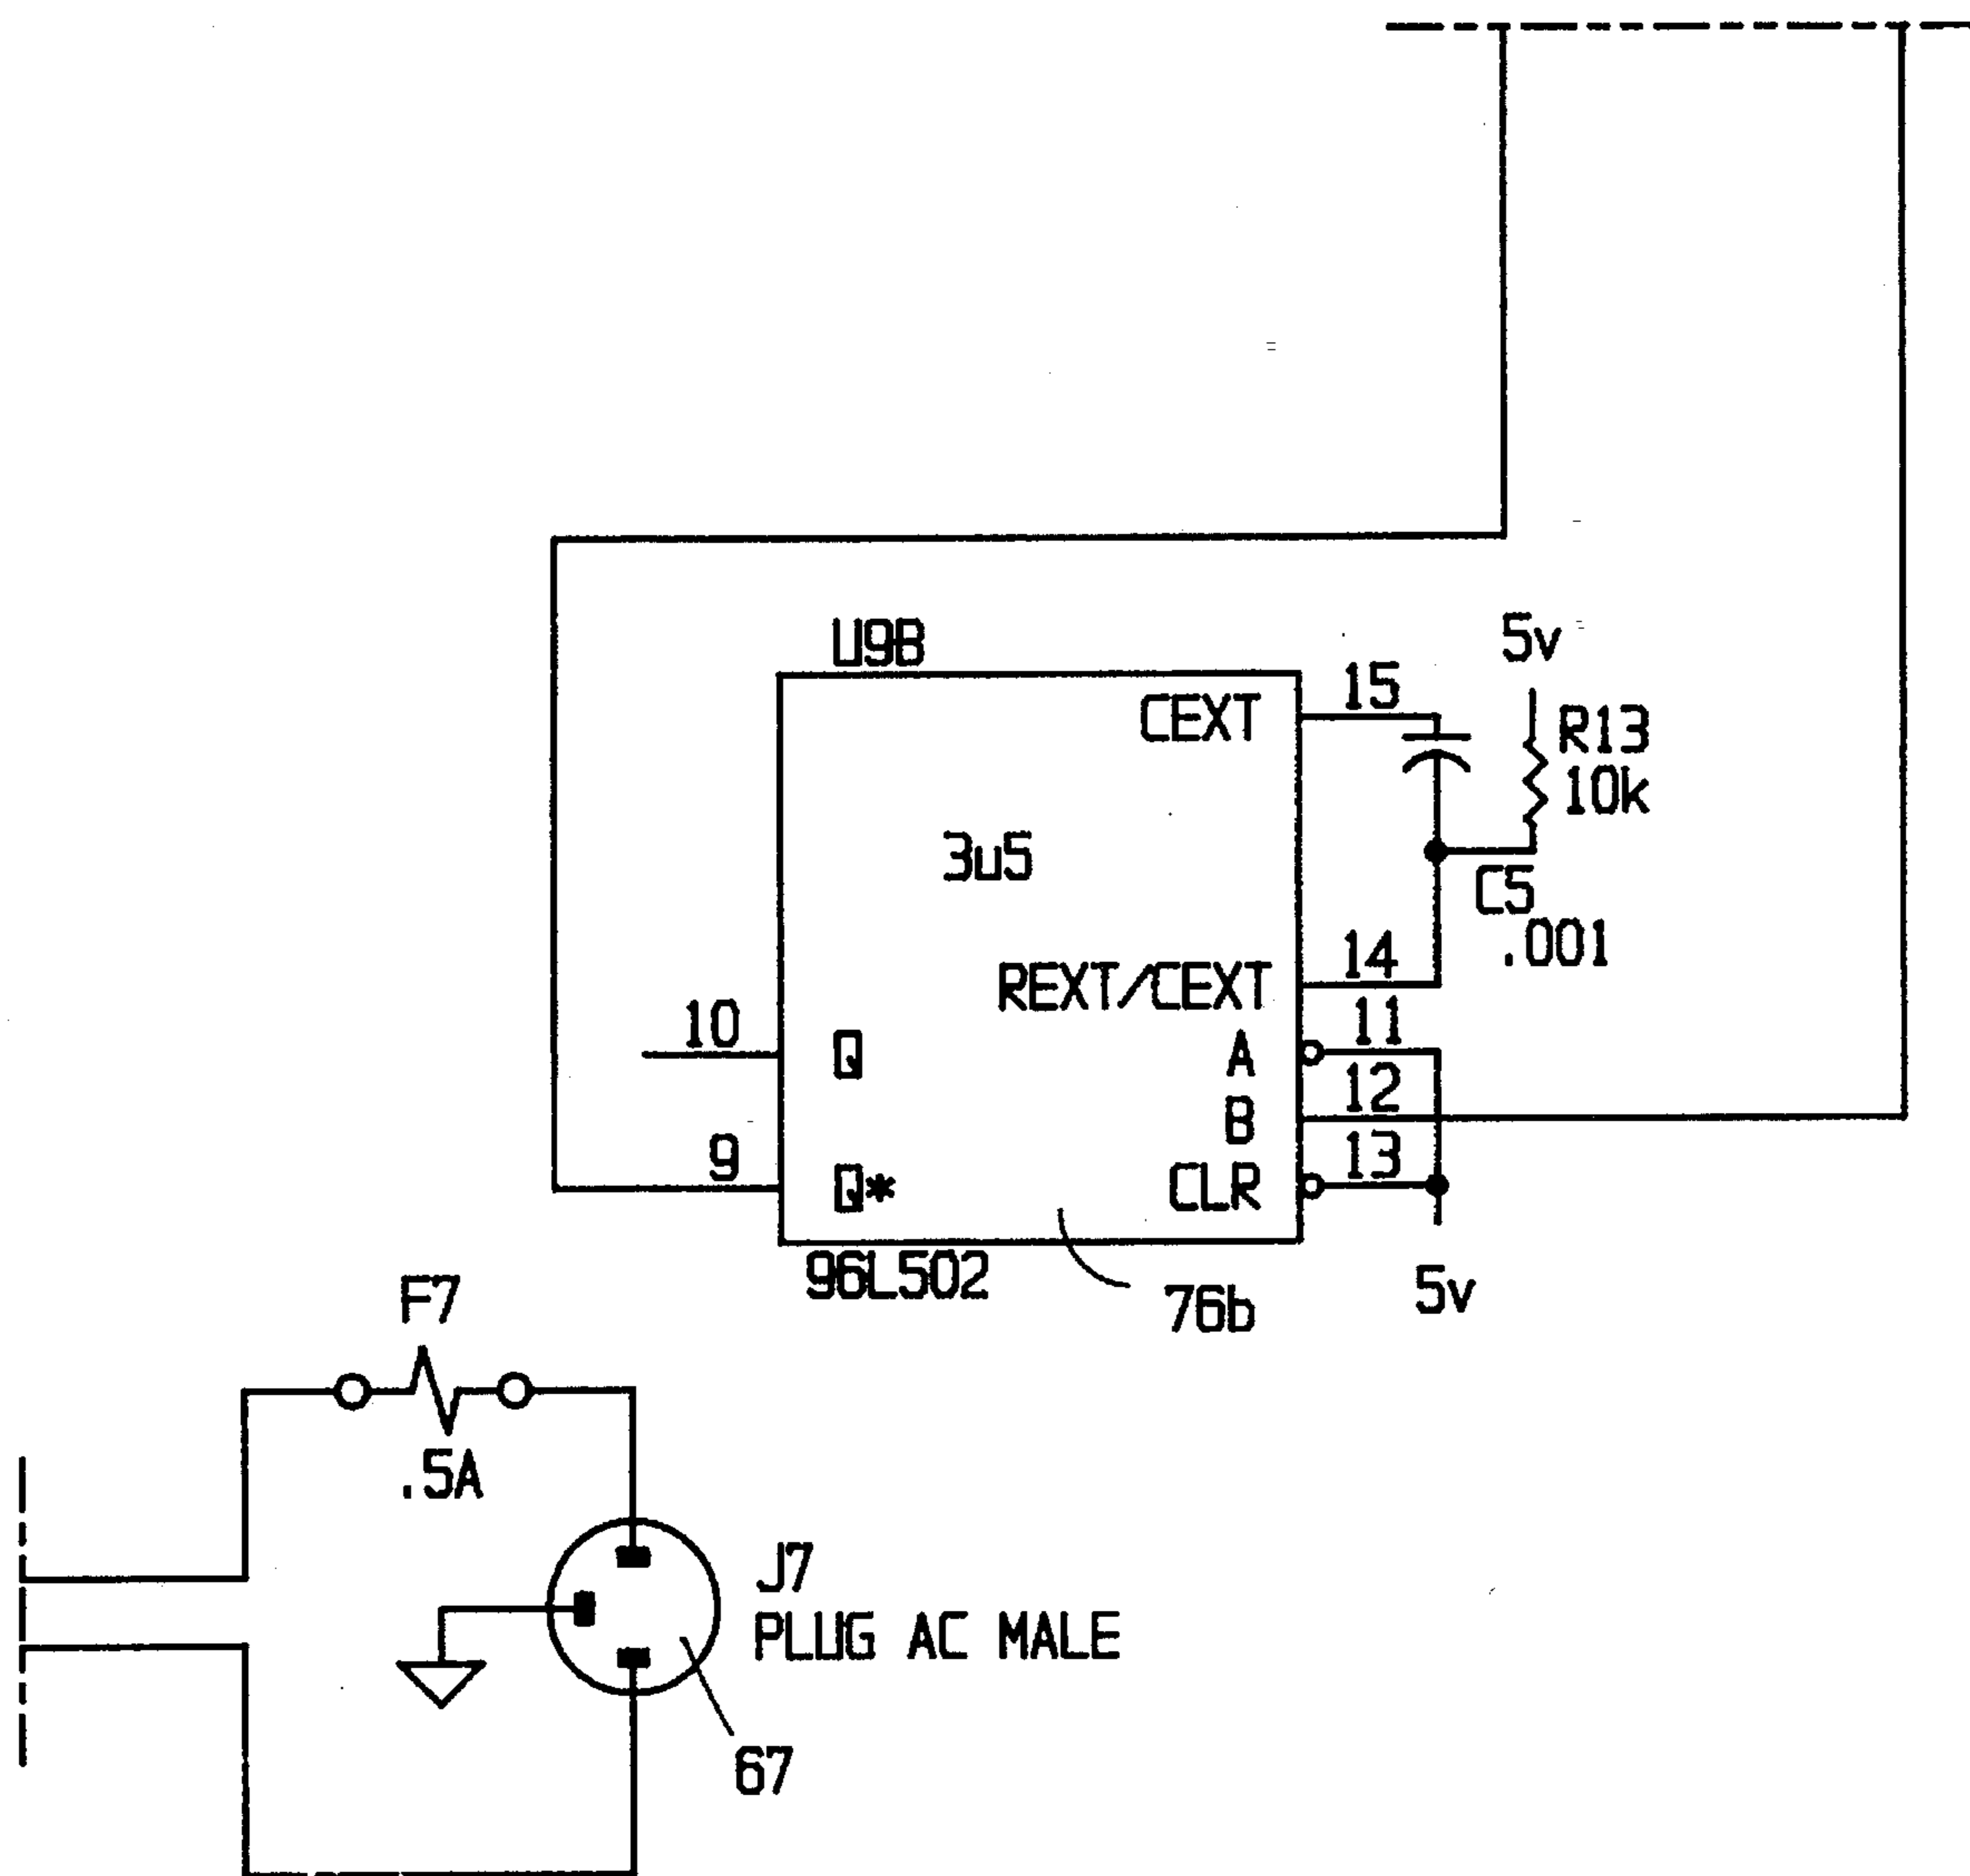 U9B
5v
CEXT
15
R13
10k
3u5
C5
.001
REXT/CEXT
14
10
Q
A
11
B
12
9
Q*
CLR
13
96L502
76b
5v
F7
.5A
J7
PLUG AC MALE
67